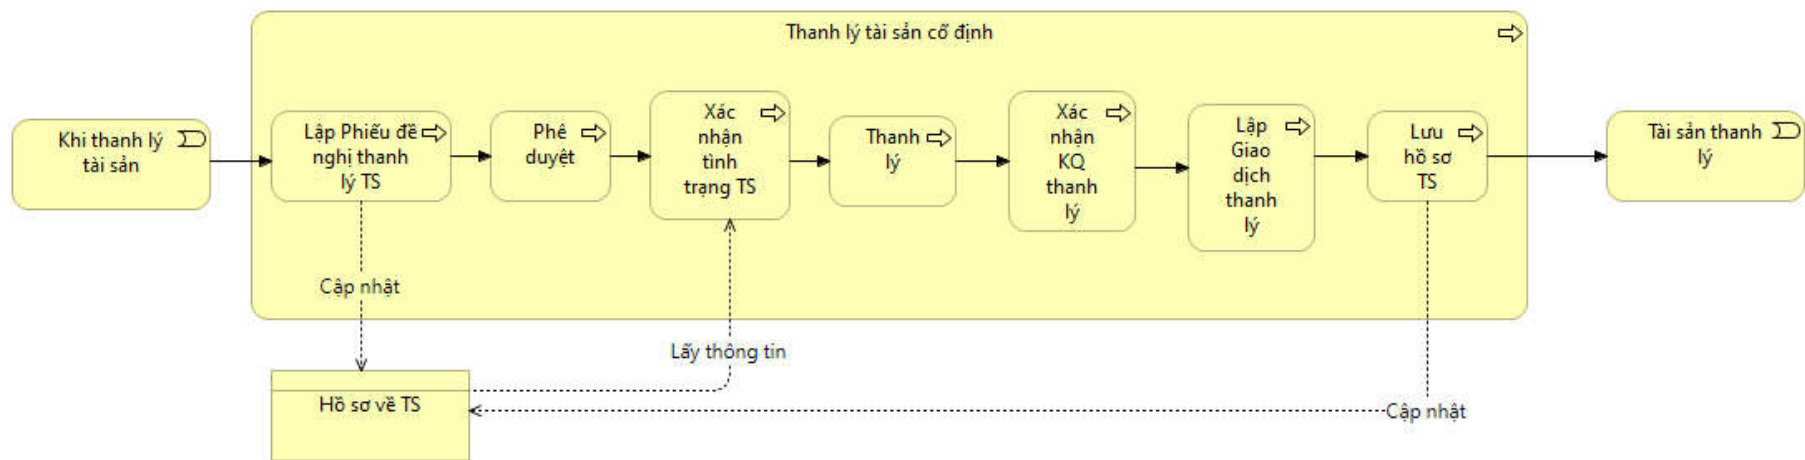 Thanh lý tài sản cố định
Khi thanh lý
tài sản
Lập Phiếu đề
nghị thanh
lý TS
Phê
duyệt
Xác
nhận
tình
trạng TS
Thanh
lý
Xác
nhận
KQ
thanh
lý
Lập
Giao
dịch
thanh
lý
Lưu
hồ sơ
TS
Tài sản thanh
lý
Cập nhật
Lấy thông tin
Hồ sơ về TS
Cập nhật